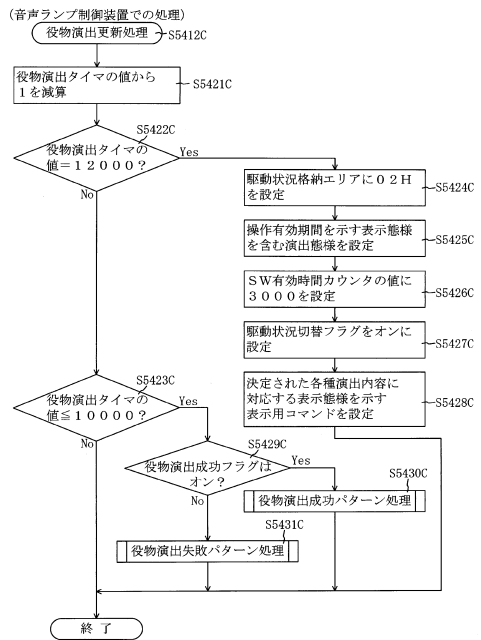 (音声ランプ制御装置での処理)
役物演出更新処理
S5412C
役物演出タイマの値から
1を減算
S5421C
S5422C
役物演出タイマの
値=12000?
Yes
No
駆動状況格納エリアに02H
を設定
S5424C
操作有効期間を示す表示態様
を含む演出態様を設定
S5425C
SW有効時間カウンタの値に
3000を設定
S5426C
駆動状況切替フラグをオンに
設定
S5427C
決定された各種演出内容に
対応する表示態様を示す
表示用コマンドを設定
S5428C
S5423C
役物演出タイマの
値≦10000?
Yes
No
S5429C
役物演出成功フラグは
オン?
Yes
No
S5430C
役物演出成功パターン処理
S5431C
役物演出失敗パターン処理
終了